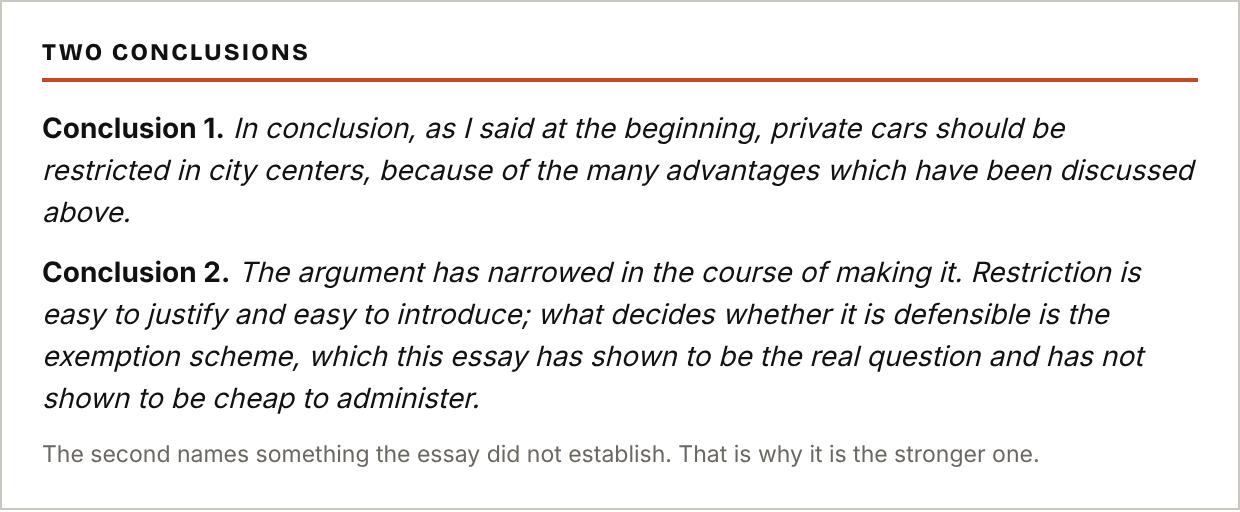 TWO CONCLUSIONS
Conclusion 1. In conclusion, as I said at the beginning, private cars should be
restricted in city centers, because of the many advantages which have been discussed
above.
Conclusion 2. The argument has narrowed in the course of making it. Restriction is
easy to justify and easy to introduce; what decides whether it is defensible is the
exemption scheme, which this essay has shown to be the real question and has not
shown to be cheap to administer.
The second names something the essay did not establish. That is why it is the stronger one.